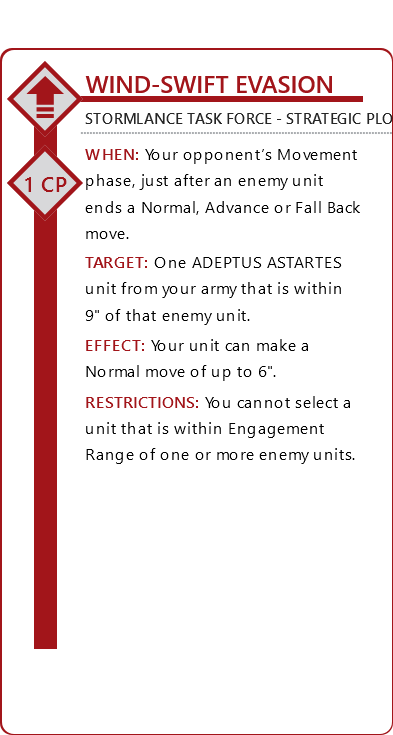 WIND-SWIFT EVASION
STORMLANCE TASK FORCE - STRATEGIC PLO
1 CP
WHEN: Your opponent's Movement
phase, just after an enemy unit
ends a Normal, Advance or Fall Back
move.
TARGET: One ADEPTUS ASTARTES
unit from your army that is within
9" of that enemy unit.
EFFECT: Your unit can make a
Normal move of up to 6".
RESTRICTIONS: You cannot select a
unit that is within Engagement
Range of one or more enemy units.